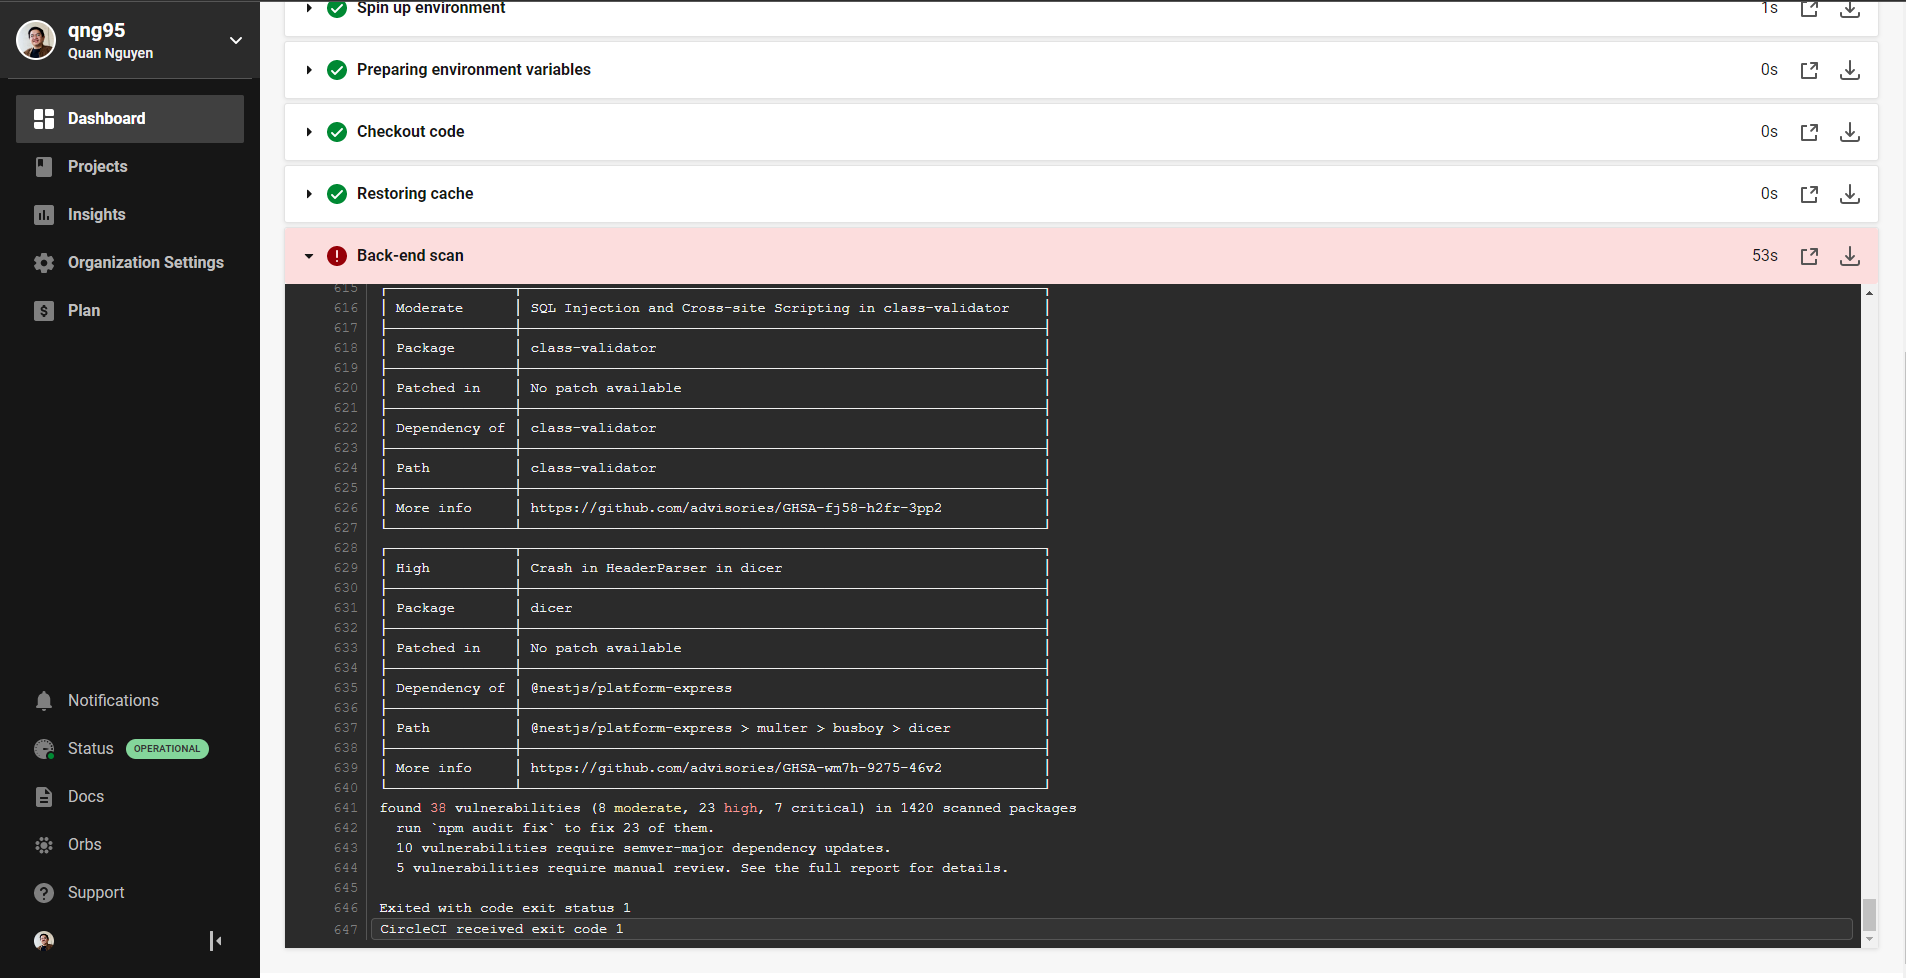 qng95
Quan Nguyen
Dashboard
Projects
Insights
Organization Settings
Plan
Notifications
Status OPERATIONAL
Docs
Orbs
Support
Spin up environment 1s
Preparing environment variables 0s
Checkout code 0s
Restoring cache 0s
Back-end scan 53s
615
616 Moderate SQL Injection and Cross-site Scripting in class-validator
617
618 Package class-validator
619
620 Patched in No patch available
621
622 Dependency of class-validator
623
624 Path class-validator
625
626 More info https://github.com/advisories/GHSA-fj58-h2fr-3pp2
627
628
629 High Crash in HeaderParser in dicer
630
631 Package dicer
632
633 Patched in No patch available
634
635 Dependency of @nestjs/platform-express
636
637 Path @nestjs/platform-express > multer > busboy > dicer
638
639 More info https://github.com/advisories/GHSA-wm7h-9275-46v2
640
641 found 38 vulnerabilities (8 moderate, 23 high, 7 critical) in 1420 scanned packages
642 run `npm audit fix` to fix 23 of them.
643 10 vulnerabilities require semver-major dependency updates.
644 5 vulnerabilities require manual review. See the full report for details.
645
646 Exited with code exit status 1
647 CircleCI received exit code 1